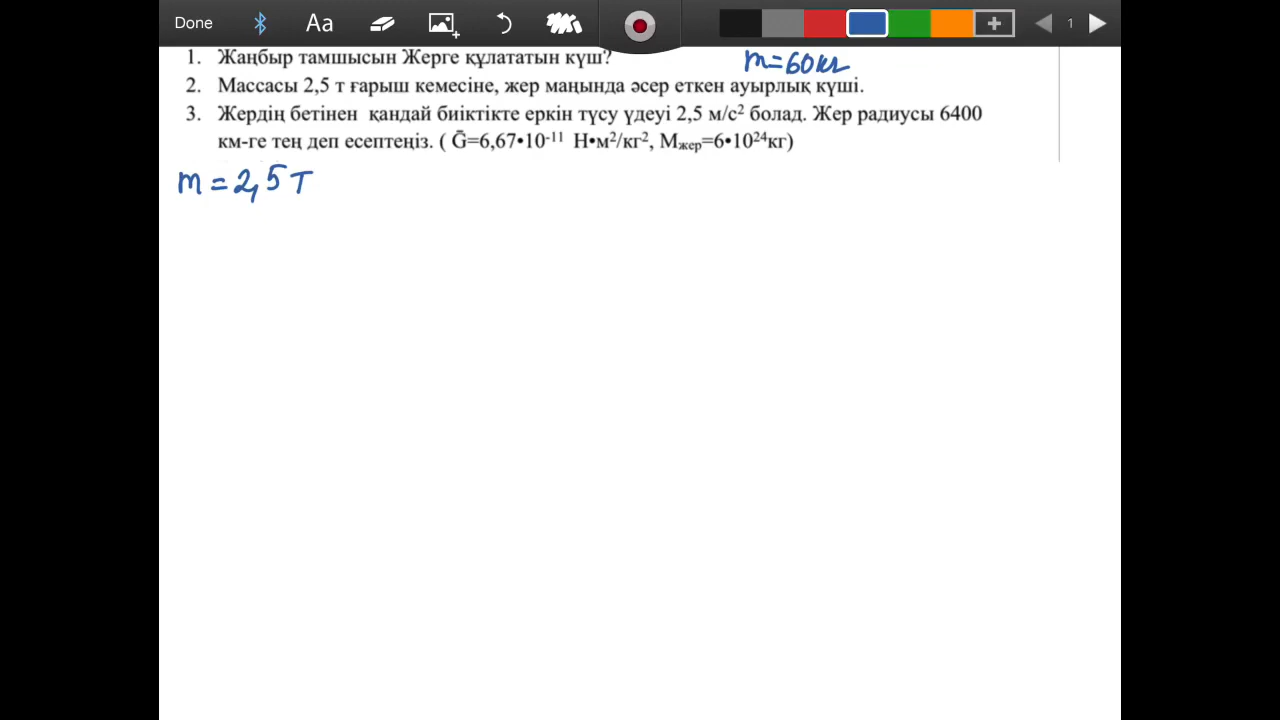 Done Aa 1
1. Жаңбыр тамшысын Жерге құлататын күш?
m=60кг
2. Массасы 2,5 т ғарыш кемесіне, жер маңында әсер еткен ауырлық күші.
3. Жердің бетінен қандай биіктікте еркін түсу үдеуі 2,5 м/с² болад. Жер радиусы 6400
км-ге тең деп есептеңіз. ( Ḡ=6,67•10⁻¹¹ Н•м²/кг², Mжер=6•10²⁴кг)
m = 2,5 т